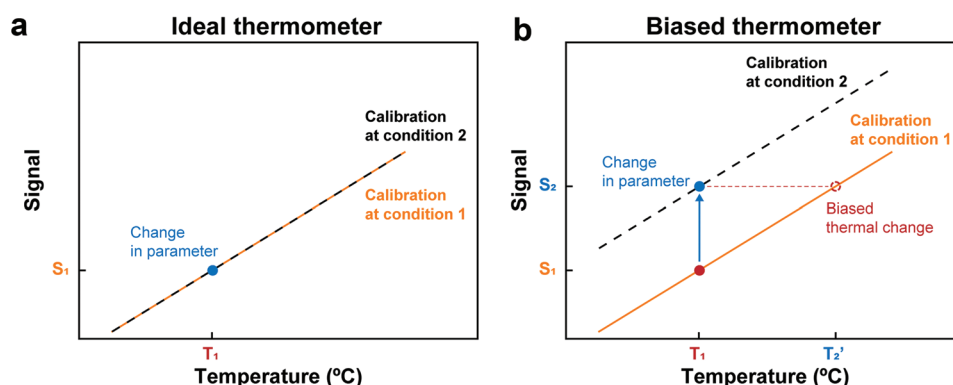 a
Ideal thermometer
Signal
Calibration
at condition 2
Calibration
at condition 1
Change
in parameter
S₁
T₁
Temperature (ºC)
b
Biased thermometer
Signal
Calibration
at condition 2
Calibration
at condition 1
Change
in parameter
S₂
Biased
thermal change
S₁
T₁
T₂’
Temperature (ºC)